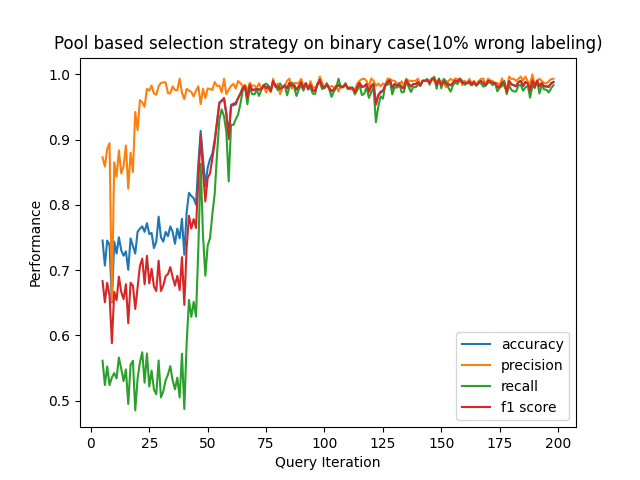 Pool based selection strategy on binary case(10% wrong labeling)
1.0
0.9
0.8
0.7
0.6
0.5
Performance
accuracy
precision
recall
f1 score
0 25 50 75 100 125 150 175 200
Query Iteration